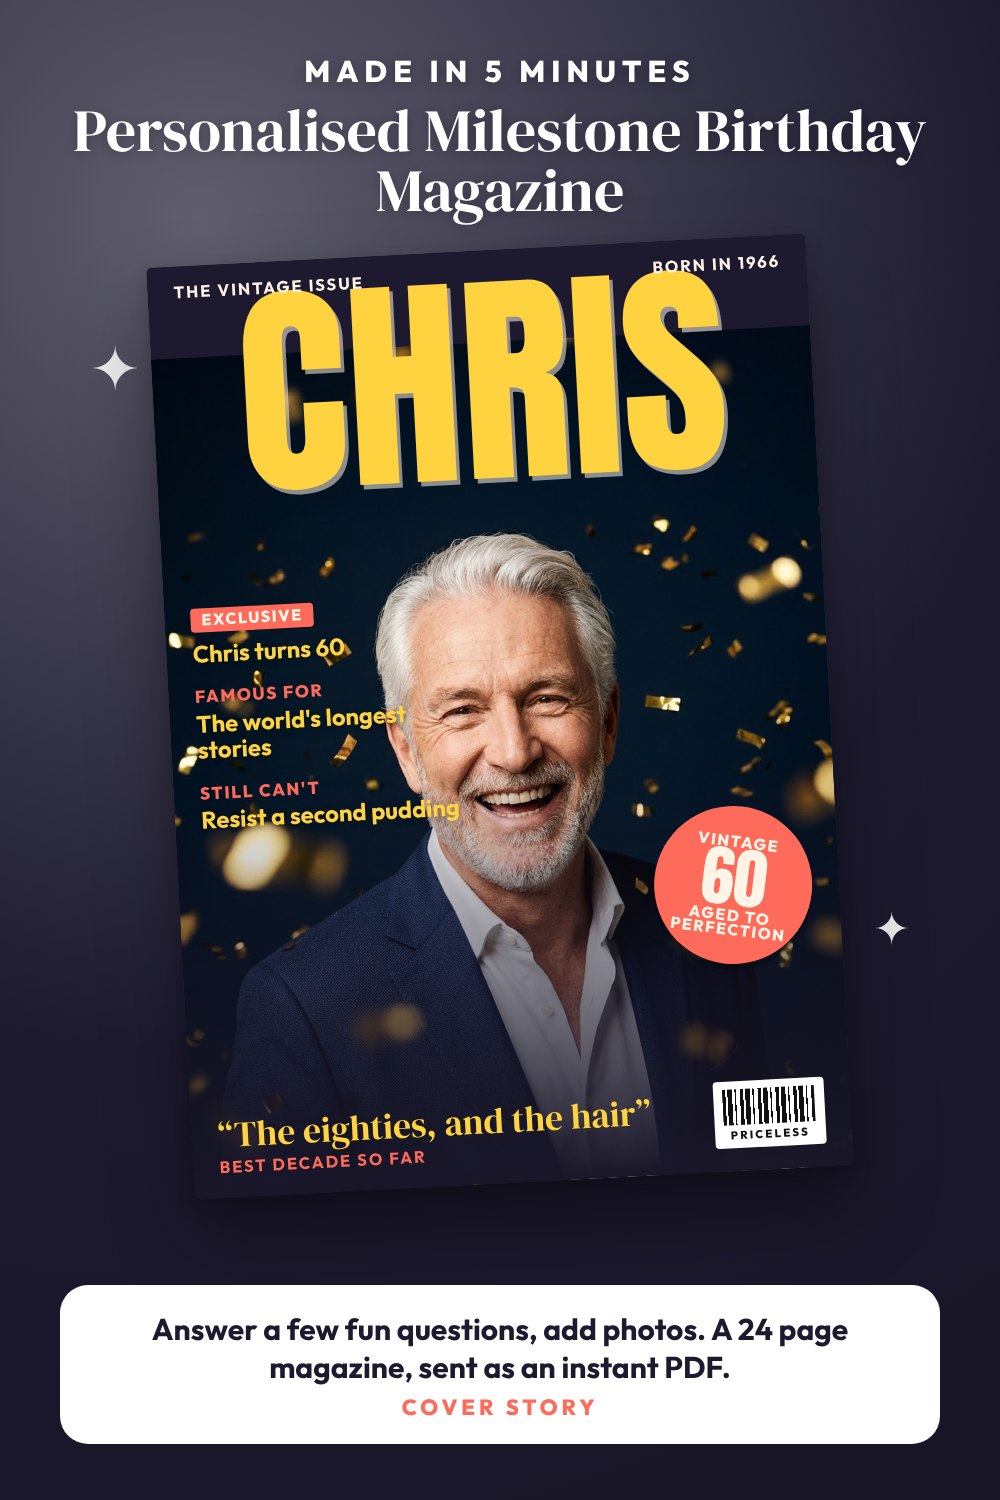 MADE IN 5 MINUTES
Personalised Milestone Birthday
Magazine
THE VINTAGE ISSUE
BORN IN 1966
CHRIS
EXCLUSIVE
Chris turns 60
FAMOUS FOR
The world's longest
stories
STILL CAN'T
Resist a second pudding
VINTAGE
60
AGED TO
PERFECTION
“The eighties, and the hair”
BEST DECADE SO FAR
PRICELESS
Answer a few fun questions, add photos. A 24 page
magazine, sent as an instant PDF.
COVER STORY